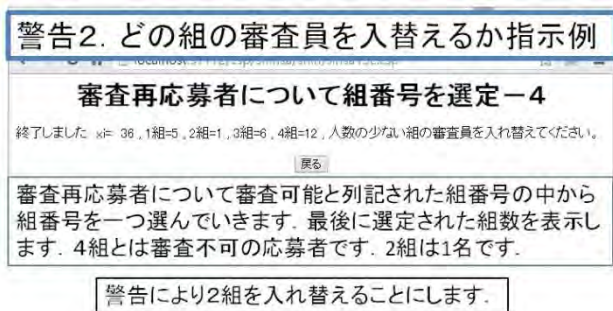 警告2．どの組の審査員を入替えるか指示例
審査再応募者について組番号を選定－4
終了しました xi= 36 , 1組=5 , 2組=1 , 3組=6 , 4組=12 , 人数の少ない組の審査員を入れ替えてください。
戻る
審査再応募者について審査可能と列記された組番号の中から
組番号を一つ選んでいきます．最後に選定された組数を表示し
ます．4組とは審査不可の応募者です．2組は1名です．
警告により2組を入れ替えることにします．